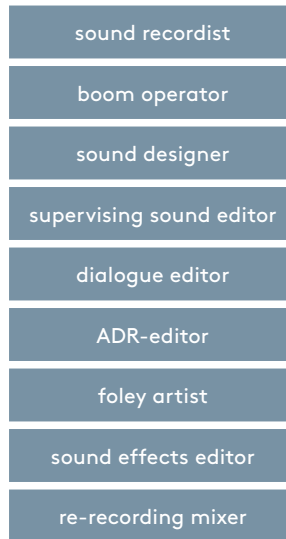 sound recordist
boom operator
sound designer
supervising sound editor
dialogue editor
ADR-editor
foley artist
sound effects editor
re-recording mixer